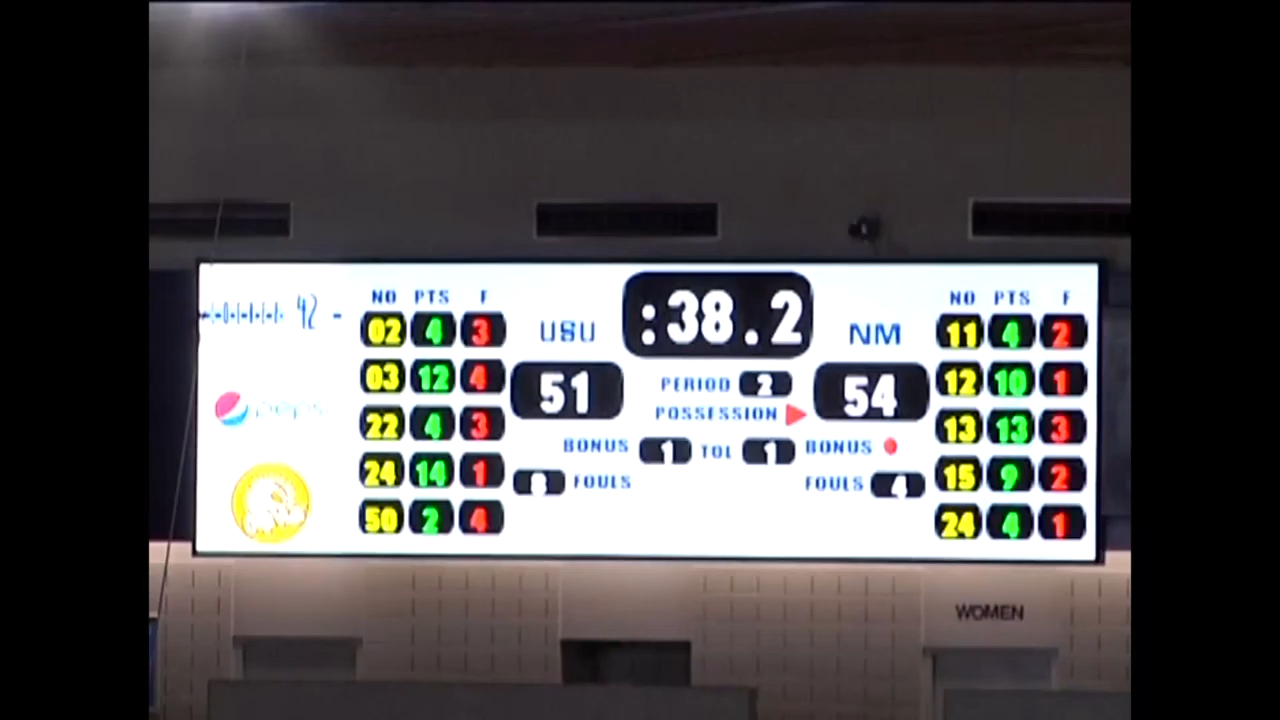 :38.2
USU
NM
51
54
PERIOD 2
POSSESSION
BONUS 1 TOL 1 BONUS
8 FOULS
FOULS 4
NO PTS F
02 4 3
03 12 4
22 4 3
24 14 1
50 2 4
NO PTS F
11 4 2
12 10 1
13 13 3
15 9 2
24 4 1
pepsi
WOMEN